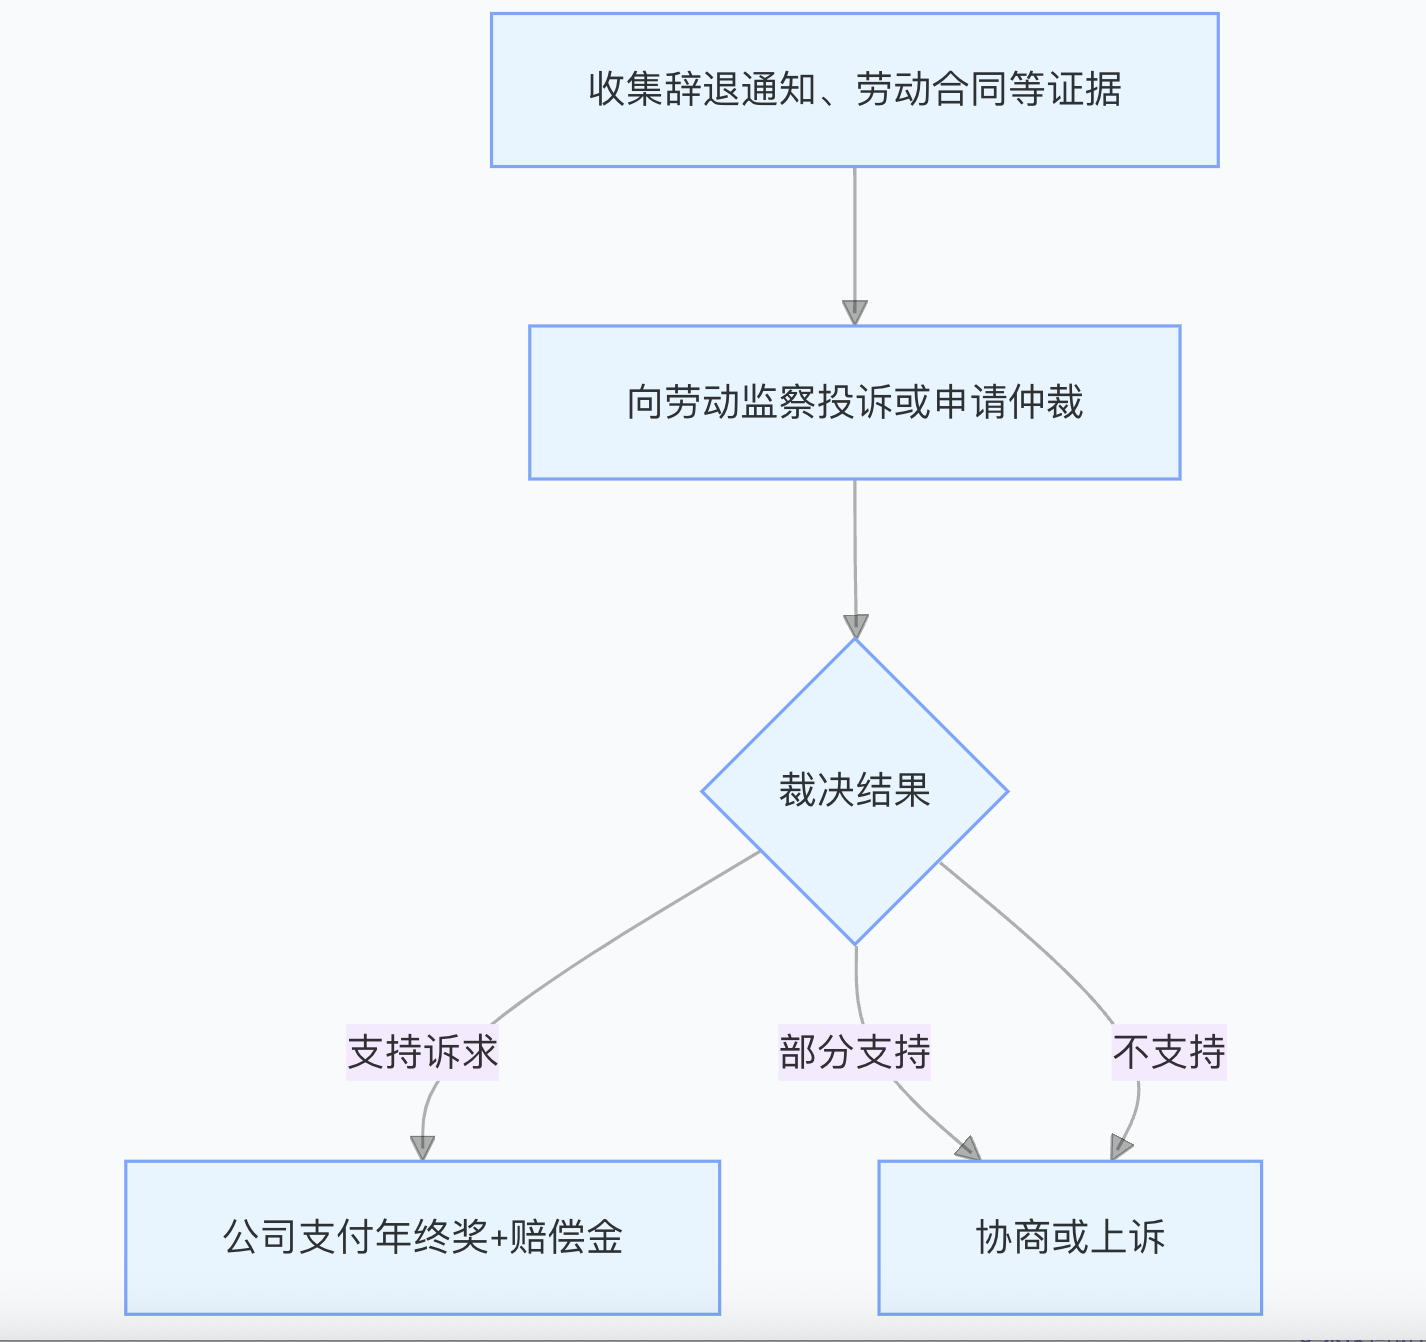 收集辞退通知、劳动合同等证据
向劳动监察投诉或申请仲裁
裁决结果
支持诉求
部分支持
不支持
公司支付年终奖+赔偿金
协商或上诉